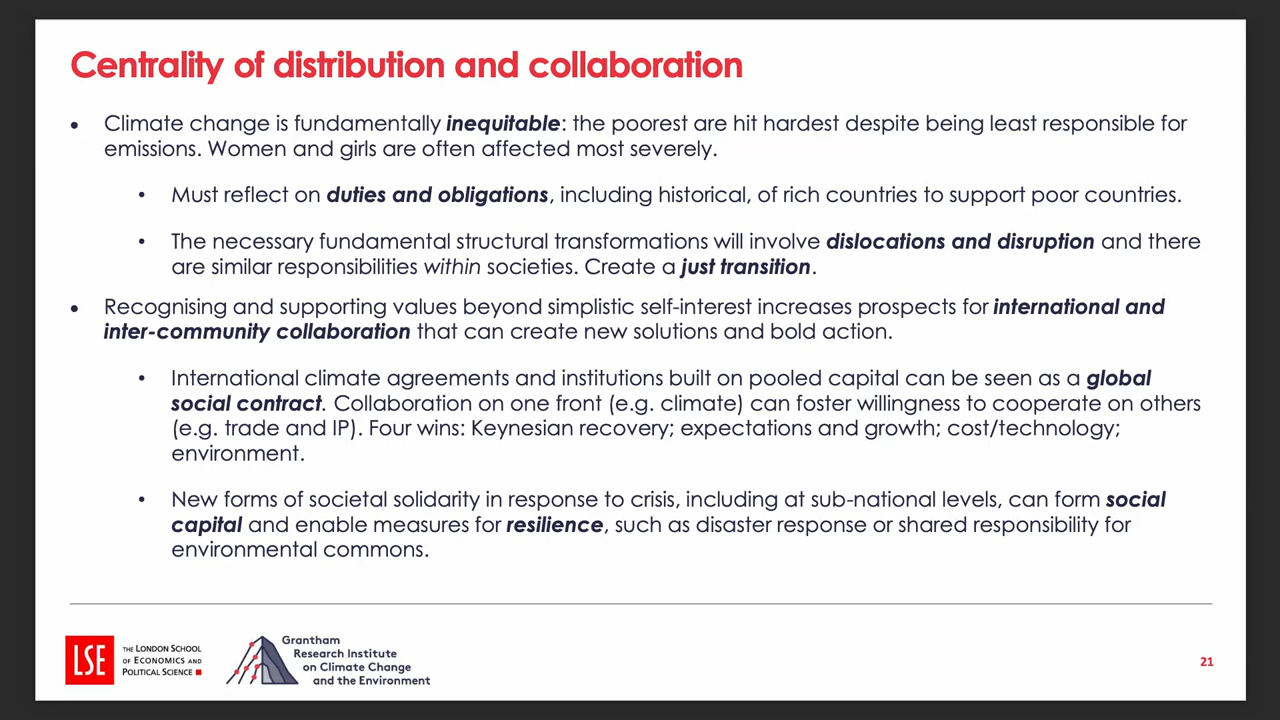 Centrality of distribution and collaboration
• Climate change is fundamentally inequitable: the poorest are hit hardest despite being least responsible for
emissions. Women and girls are often affected most severely.
• Must reflect on duties and obligations, including historical, of rich countries to support poor countries.
• The necessary fundamental structural transformations will involve dislocations and disruption and there
are similar responsibilities within societies. Create a just transition.
• Recognising and supporting values beyond simplistic self-interest increases prospects for international and
inter-community collaboration that can create new solutions and bold action.
• International climate agreements and institutions built on pooled capital can be seen as a global
social contract. Collaboration on one front (e.g. climate) can foster willingness to cooperate on others
(e.g. trade and IP). Four wins: Keynesian recovery; expectations and growth; cost/technology;
environment.
• New forms of societal solidarity in response to crisis, including at sub-national levels, can form social
capital and enable measures for resilience, such as disaster response or shared responsibility for
environmental commons.
LSE
THE LONDON SCHOOL
OF ECONOMICS AND
POLITICAL SCIENCE
Grantham
Research Institute
on Climate Change
and the Environment
21